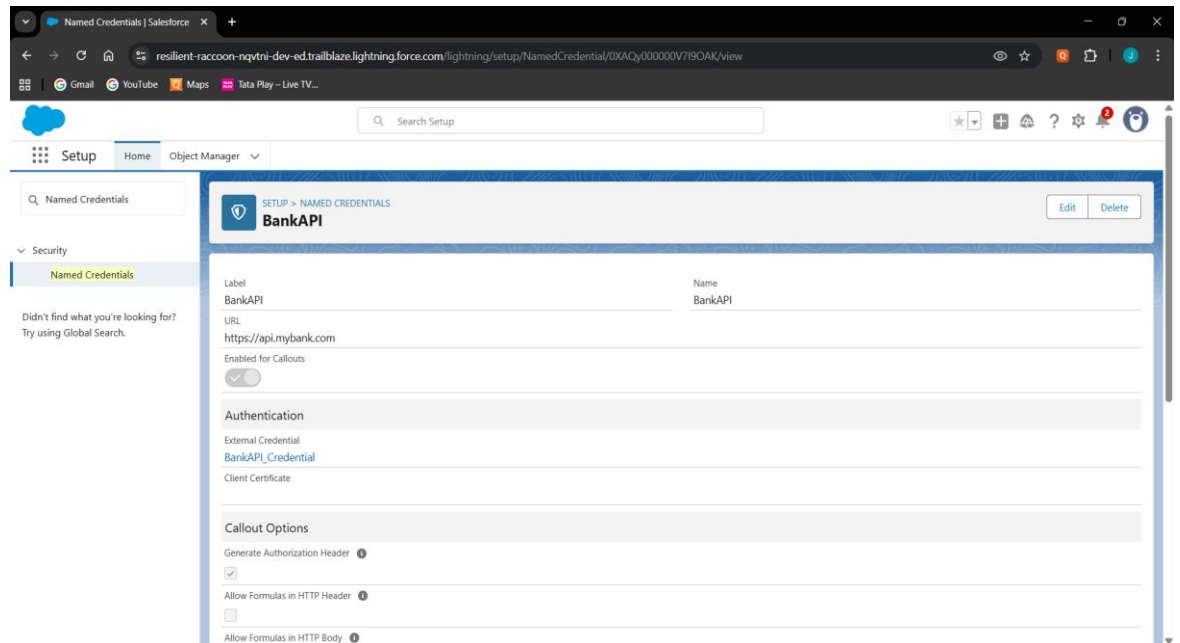 Named Credentials | Salesforce
resilient-raccoon-nqvtni-dev-ed.trailblaze.lightning.force.com/lightning/setup/NamedCredential/0XAQy000000V7I9OAK/view
Gmail YouTube Maps Tata Play – Live TV...
Search Setup
2
Setup Home Object Manager
Named Credentials
SETUP > NAMED CREDENTIALS
BankAPI
Edit Delete
Security
Named Credentials
Didn't find what you're looking for?
Try using Global Search.
Label Name
BankAPI BankAPI
URL
https://api.mybank.com
Enabled for Callouts
Authentication
External Credential
BankAPI_Credential
Client Certificate
Callout Options
Generate Authorization Header
Allow Formulas in HTTP Header
Allow Formulas in HTTP Body